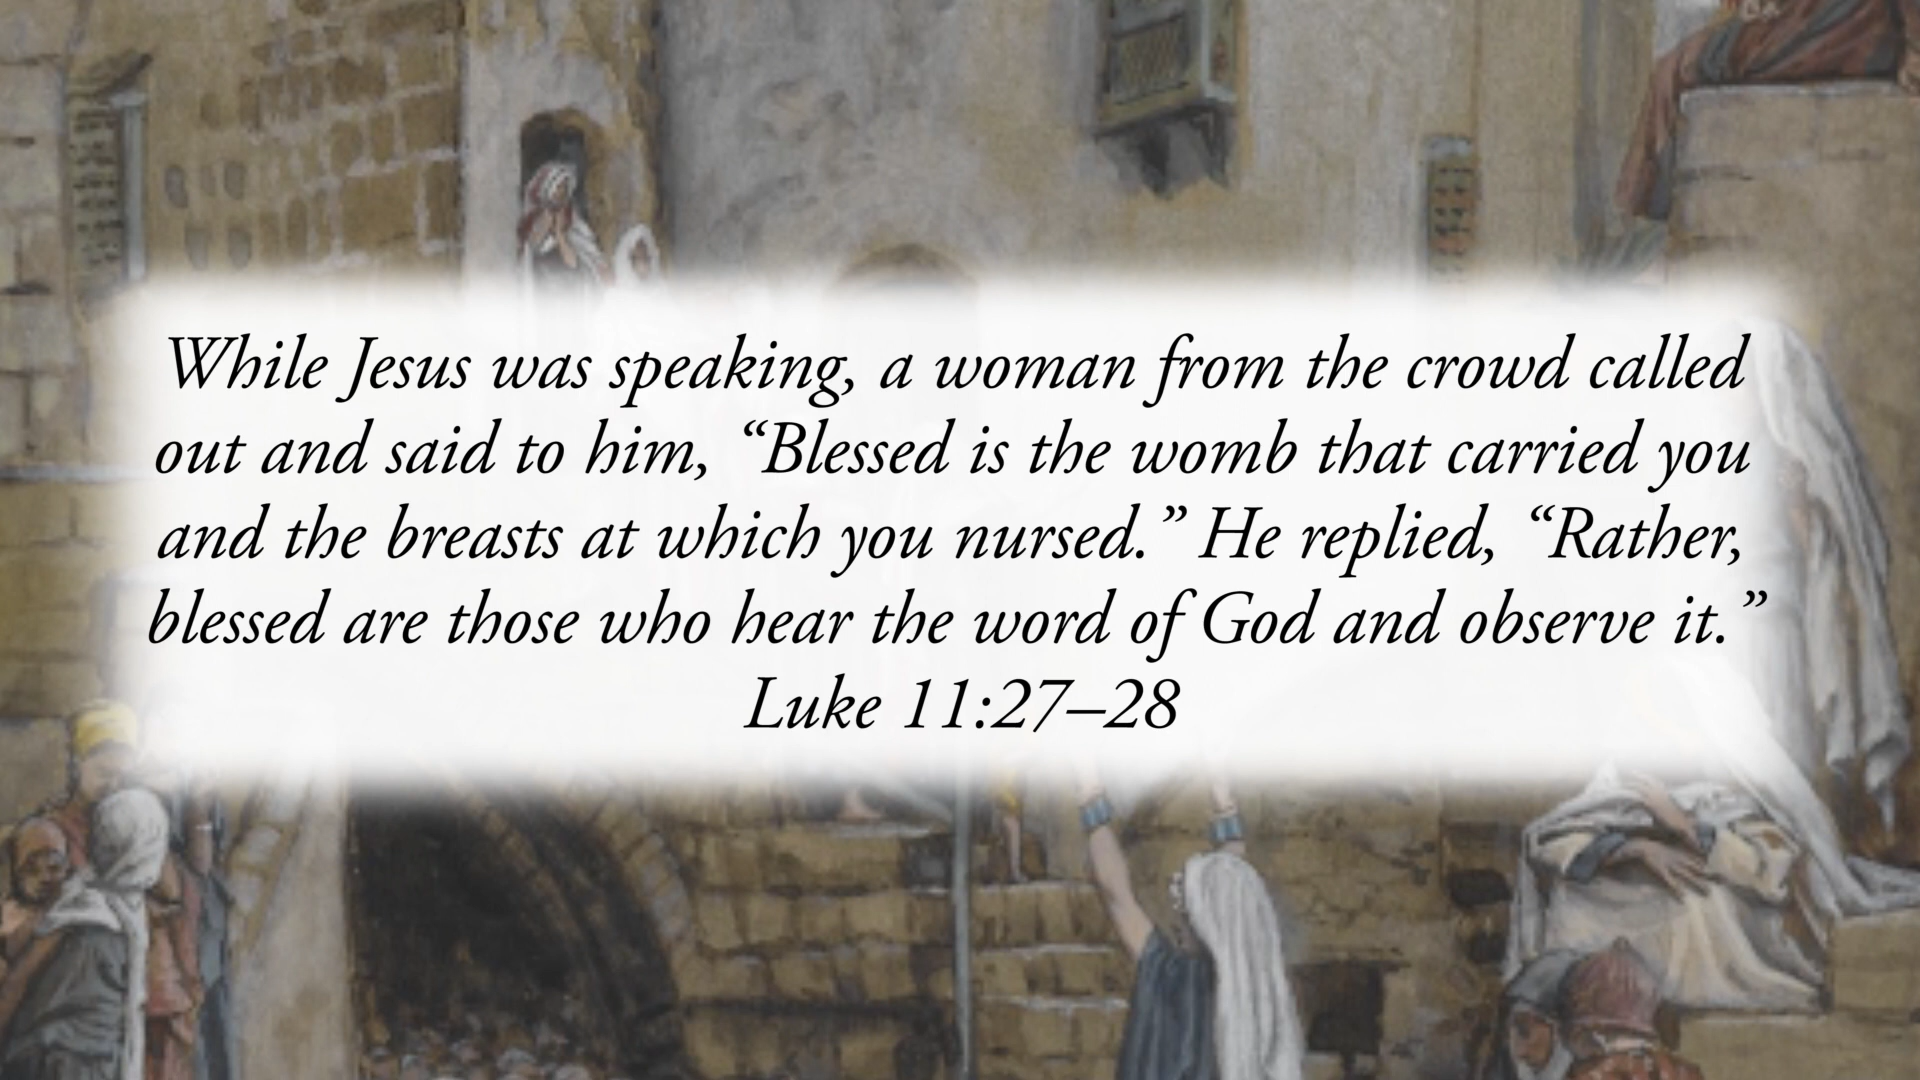 While Jesus was speaking, a woman from the crowd called
out and said to him, “Blessed is the womb that carried you
and the breasts at which you nursed.” He replied, “Rather,
blessed are those who hear the word of God and observe it.”
Luke 11:27–28